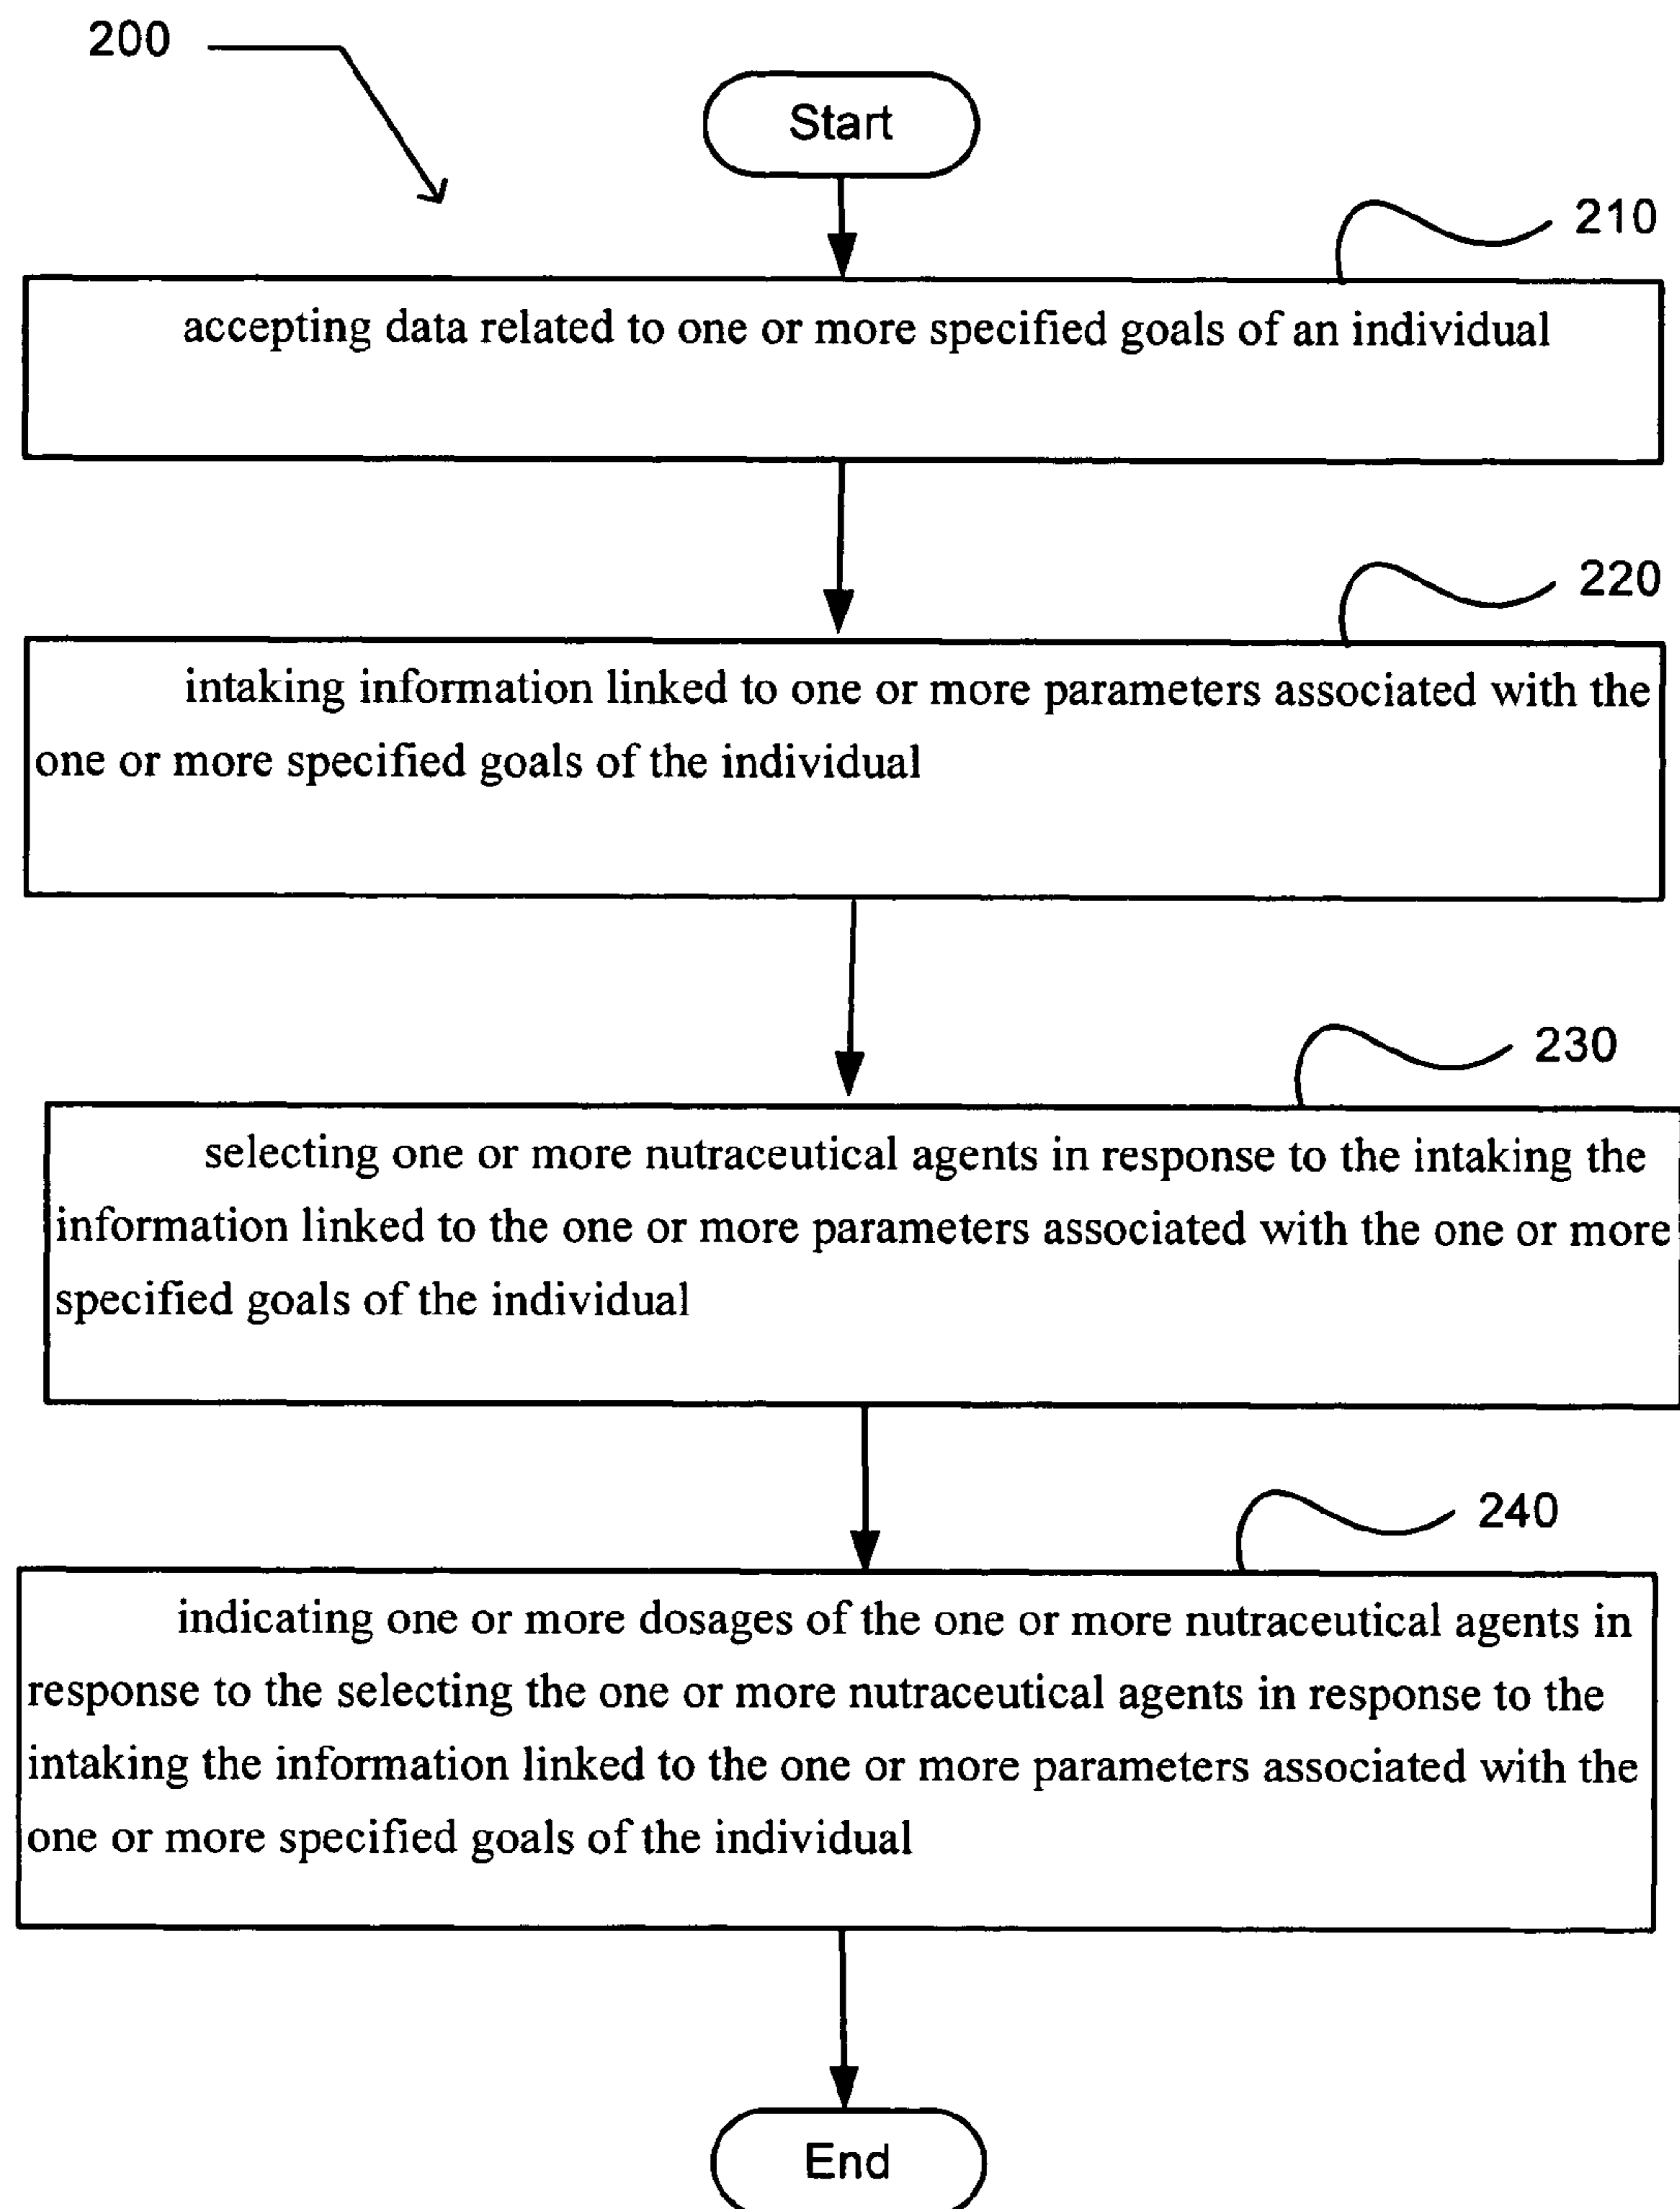 200
Start
210
accepting data related to one or more specified goals of an individual
220
intaking information linked to one or more parameters associated with the
one or more specified goals of the individual
230
selecting one or more nutraceutical agents in response to the intaking the
information linked to the one or more parameters associated with the one or more
specified goals of the individual
240
indicating one or more dosages of the one or more nutraceutical agents in
response to the selecting the one or more nutraceutical agents in response to the
intaking the information linked to the one or more parameters associated with the
one or more specified goals of the individual
End